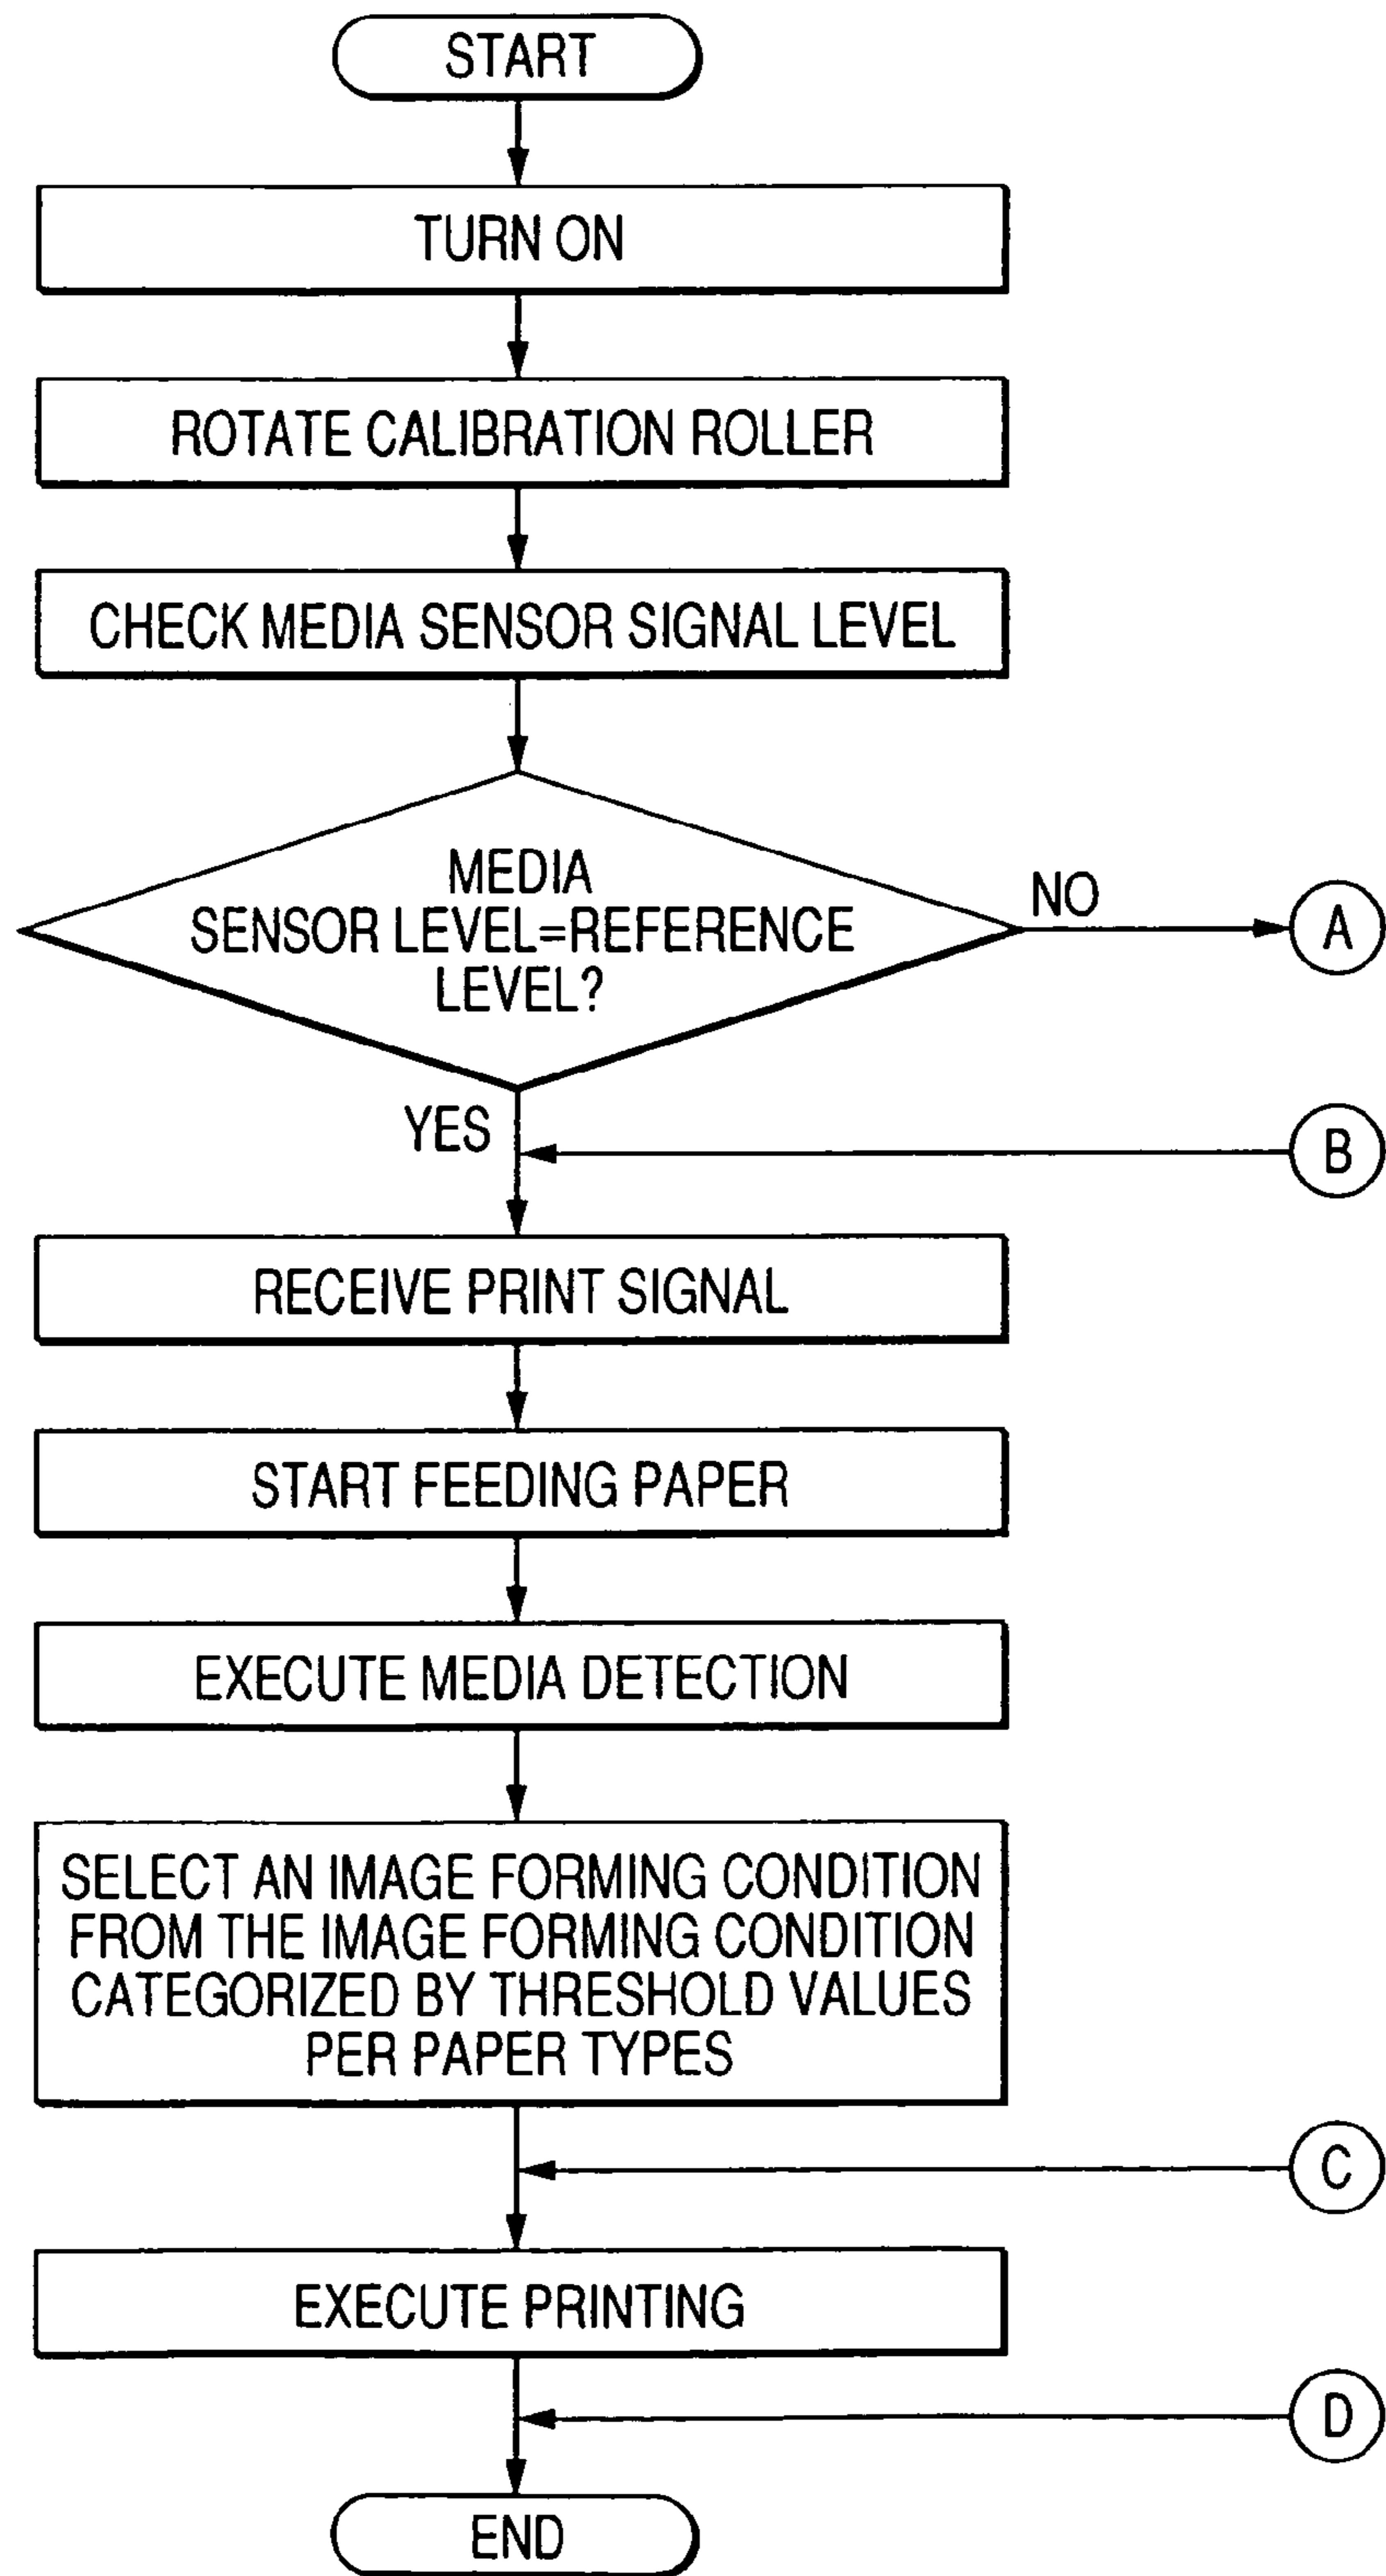 START
TURN ON
ROTATE CALIBRATION ROLLER
CHECK MEDIA SENSOR SIGNAL LEVEL
MEDIA
SENSOR LEVEL=REFERENCE
LEVEL?
NO
A
YES
B
RECEIVE PRINT SIGNAL
START FEEDING PAPER
EXECUTE MEDIA DETECTION
SELECT AN IMAGE FORMING CONDITION
FROM THE IMAGE FORMING CONDITION
CATEGORIZED BY THRESHOLD VALUES
PER PAPER TYPES
C
EXECUTE PRINTING
D
END